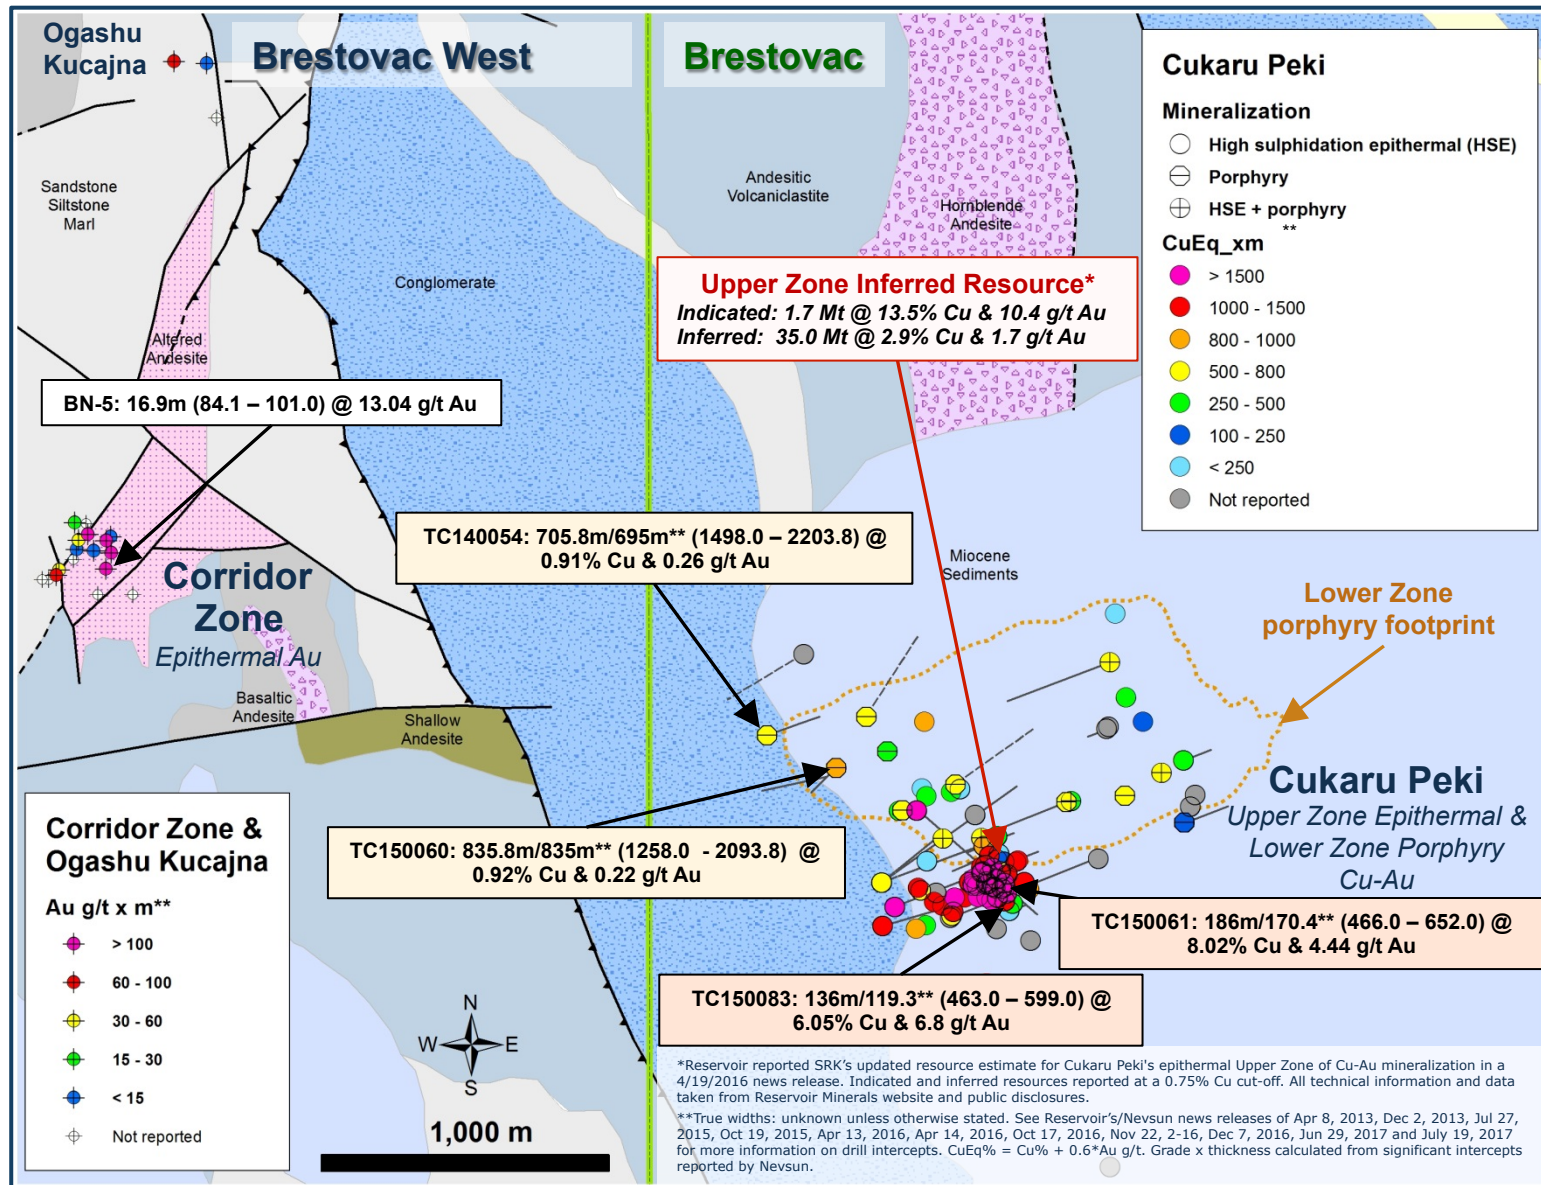 Ogashu
Kucajna
Brestovac West
Brestovac
Cukaru Peki
Mineralization
High sulphidation epithermal (HSE)
Porphyry
HSE + porphyry
**
CuEq_xm
> 1500
1000 - 1500
800 - 1000
500 - 800
250 - 500
100 - 250
< 250
Not reported
Sandstone
Siltstone
Marl
Andesitic
Volcaniclastite
Hornblende
Andesite
Conglomerate
Upper Zone Inferred Resource*
Indicated: 1.7 Mt @ 13.5% Cu & 10.4 g/t Au
Inferred: 35.0 Mt @ 2.9% Cu & 1.7 g/t Au
Altered
Andesite
BN-5: 16.9m (84.1 – 101.0) @ 13.04 g/t Au
TC140054: 705.8m/695m** (1498.0 – 2203.8) @
0.91% Cu & 0.26 g/t Au
Miocene
Sediments
Corridor
Zone
Epithermal Au
Lower Zone
porphyry footprint
Basaltic
Andesite
Shallow
Andesite
Cukaru Peki
Upper Zone Epithermal &
Lower Zone Porphyry
Cu-Au
TC150060: 835.8m/835m** (1258.0 - 2093.8) @
0.92% Cu & 0.22 g/t Au
TC150061: 186m/170.4** (466.0 – 652.0) @
8.02% Cu & 4.44 g/t Au
TC150083: 136m/119.3** (463.0 – 599.0) @
6.05% Cu & 6.8 g/t Au
Corridor Zone &
Ogashu Kucajna
Au g/t x m**
> 100
60 - 100
30 - 60
15 - 30
< 15
Not reported
N
W
E
S
1,000 m
*Reservoir reported SRK's updated resource estimate for Cukaru Peki's epithermal Upper Zone of Cu-Au mineralization in a
4/19/2016 news release. Indicated and inferred resources reported at a 0.75% Cu cut-off. All technical information and data
taken from Reservoir Minerals website and public disclosures.
**True widths: unknown unless otherwise stated. See Reservoir's/Nevsun news releases of Apr 8, 2013, Dec 2, 2013, Jul 27,
2015, Oct 19, 2015, Apr 13, 2016, Apr 14, 2016, Oct 17, 2016, Nov 22, 2-16, Dec 7, 2016, Jun 29, 2017 and July 19, 2017
for more information on drill intercepts. CuEq% = Cu% + 0.6*Au g/t. Grade x thickness calculated from significant intercepts
reported by Nevsun.